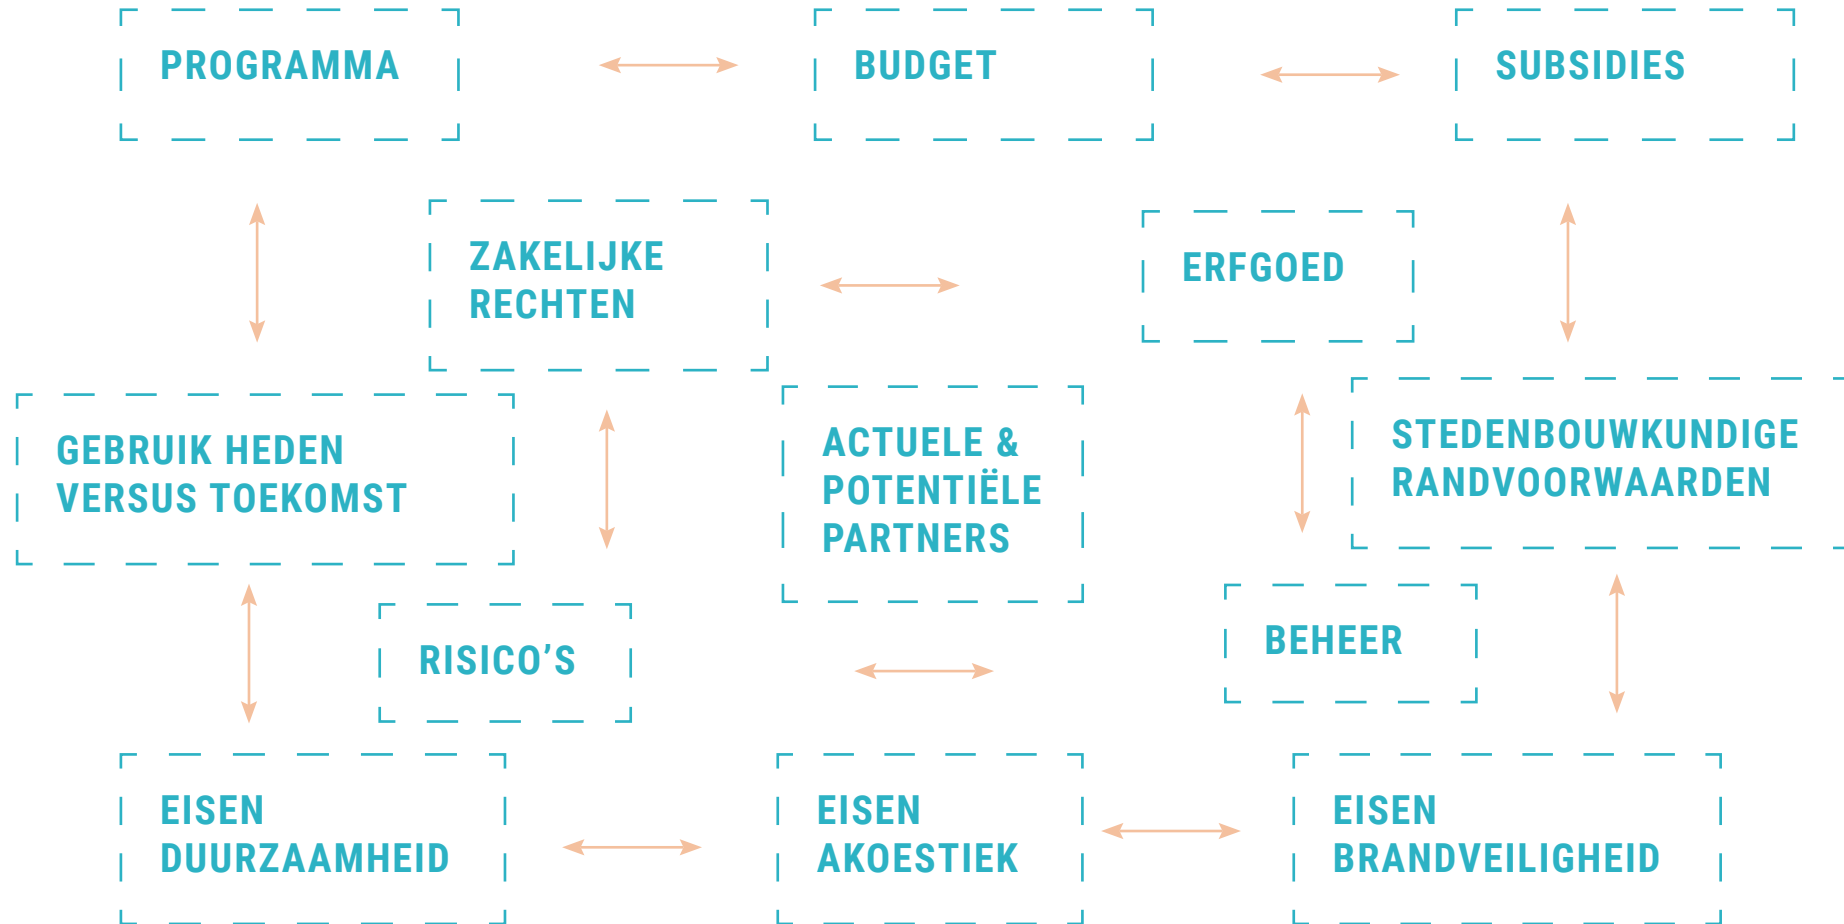 PROGRAMMA
BUDGET
SUBSIDIES
ZAKELIJKE
RECHTEN
ERFGOED
GEBRUIK HEDEN
VERSUS TOEKOMST
ACTUELE &
POTENTIËLE
PARTNERS
STEDENBOUWKUNDIGE
RANDVOORWAARDEN
RISICO’S
BEHEER
EISEN
DUURZAAMHEID
EISEN
AKOESTIEK
EISEN
BRANDVEILIGHEID